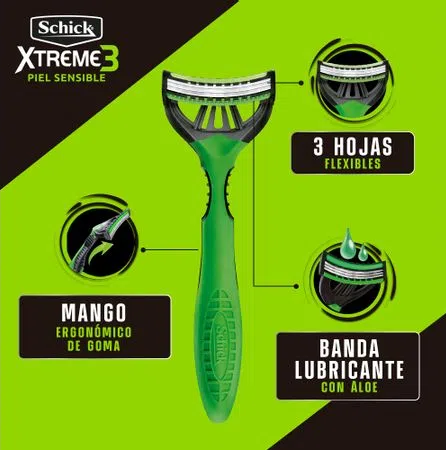 Schick
XTREME3
PIEL SENSIBLE
3 HOJAS
FLEXIBLES
MANGO
ERGONÓMICO
DE GOMA
Schick
BANDA
LUBRICANTE
CON ALOE